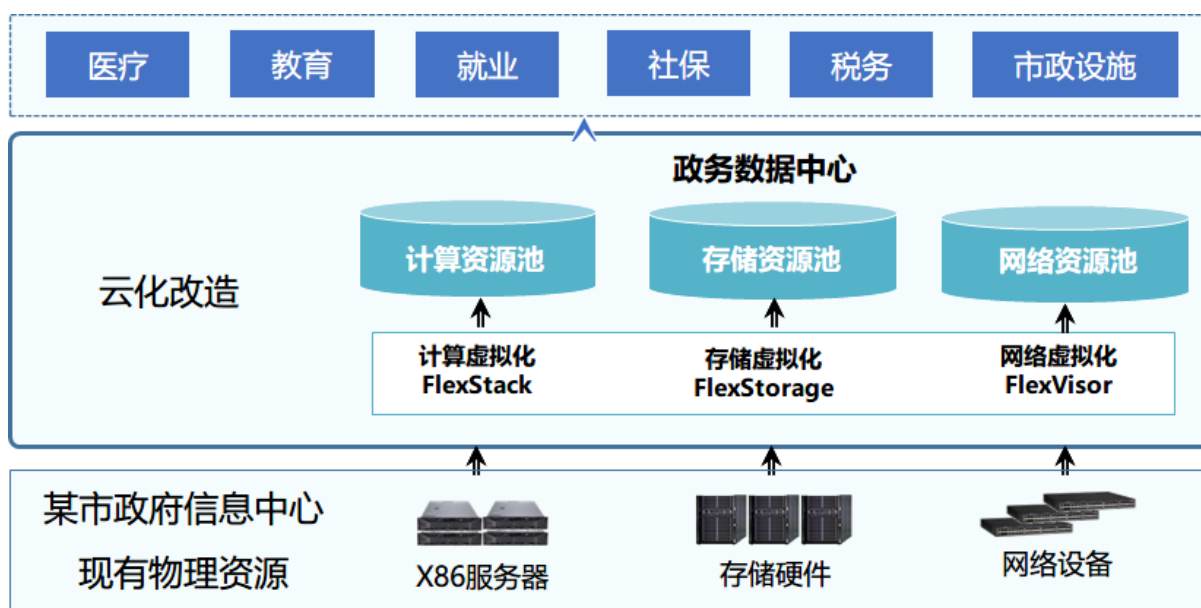 医疗
教育
就业
社保
税务
市政设施
政务数据中心
云化改造
计算资源池
存储资源池
网络资源池
计算虚拟化
FlexStack
存储虚拟化
FlexStorage
网络虚拟化
FlexVisor
某市政府信息中心
现有物理资源
X86服务器
存储硬件
网络设备